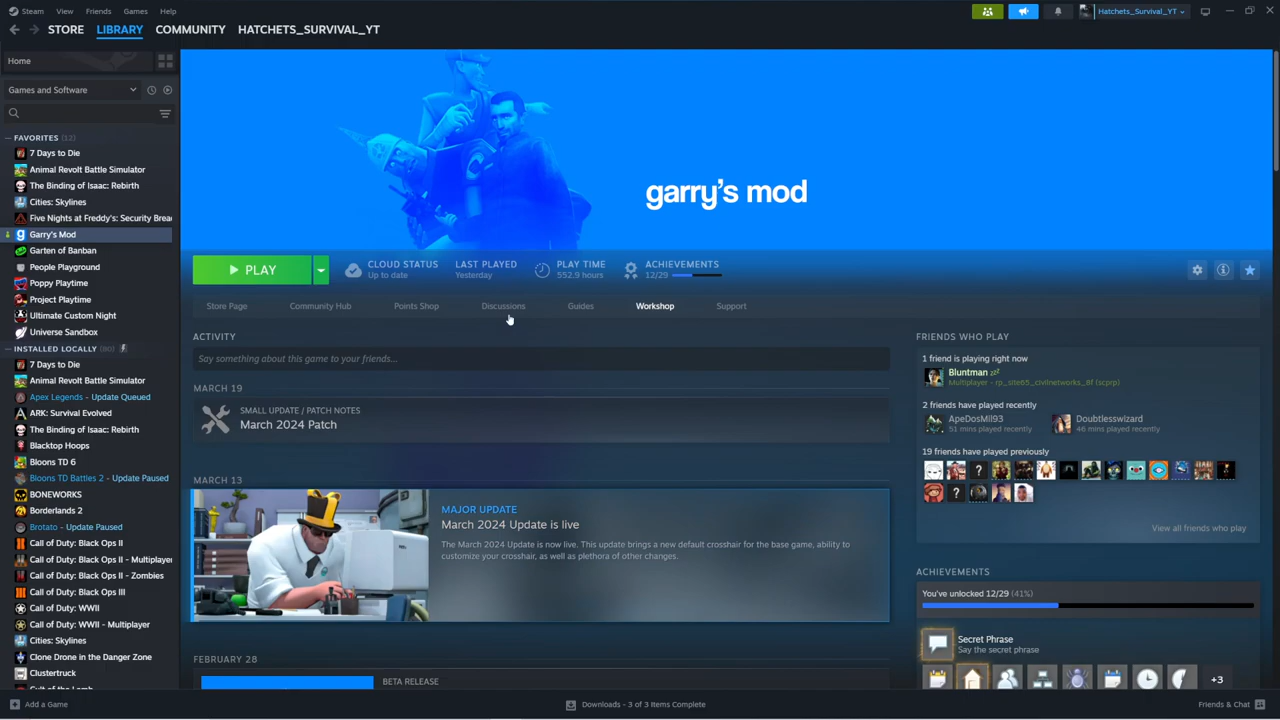 Steam View Friends Games Help
Hatchets_Survival_YT
STORE LIBRARY COMMUNITY HATCHETS_SURVIVAL_YT
Home
Games and Software
FAVORITES (12)
7 Days to Die
Animal Revolt Battle Simulator
The Binding of Isaac: Rebirth
Cities: Skylines
Five Nights at Freddy's: Security Brea
Garry's Mod
Garten of Banban
People Playground
Poppy Playtime
Project Playtime
Ultimate Custom Night
Universe Sandbox
INSTALLED LOCALLY (60)
7 Days to Die
Animal Revolt Battle Simulator
Apex Legends - Update Queued
ARK: Survival Evolved
The Binding of Isaac: Rebirth
Blacktop Hoops
Bloons TD 6
Bloons TD Battles 2 - Update Paused
BONEWORKS
Borderlands 2
Brotato - Update Paused
Call of Duty: Black Ops II
Call of Duty: Black Ops II - Multiplayer
Call of Duty: Black Ops II - Zombies
Call of Duty: Black Ops III
Call of Duty: WWII
Call of Duty: WWII - Multiplayer
Cities: Skylines
Clone Drone in the Danger Zone
Clustertruck
Cult of the Lamb
garry's mod
PLAY
CLOUD STATUS
Up to date
LAST PLAYED
Yesterday
PLAY TIME
552.9 hours
ACHIEVEMENTS
12/29
Store Page Community Hub Points Shop Discussions Guides Workshop Support
ACTIVITY
Say something about this game to your friends...
MARCH 19
SMALL UPDATE / PATCH NOTES
March 2024 Patch
MARCH 13
MAJOR UPDATE
March 2024 Update is live
The March 2024 Update is now live. This update brings a new default crosshair for the base game, ability to
customize your crosshair, as well as plethora of other changes.
FEBRUARY 28
BETA RELEASE
FRIENDS WHO PLAY
1 friend is playing right now
Bluntman zzz
Multiplayer - rp_site65_civilnetworks_8f (scprp)
2 friends have played recently
ApeDosMil93
51 mins played recently
Doubtlesswizard
46 mins played recently
19 friends have played previously
View all friends who play
ACHIEVEMENTS
You've unlocked 12/29 (41%)
Secret Phrase
Say the secret phrase
+3
Add a Game
Downloads - 3 of 3 Items Complete
Friends & Chat